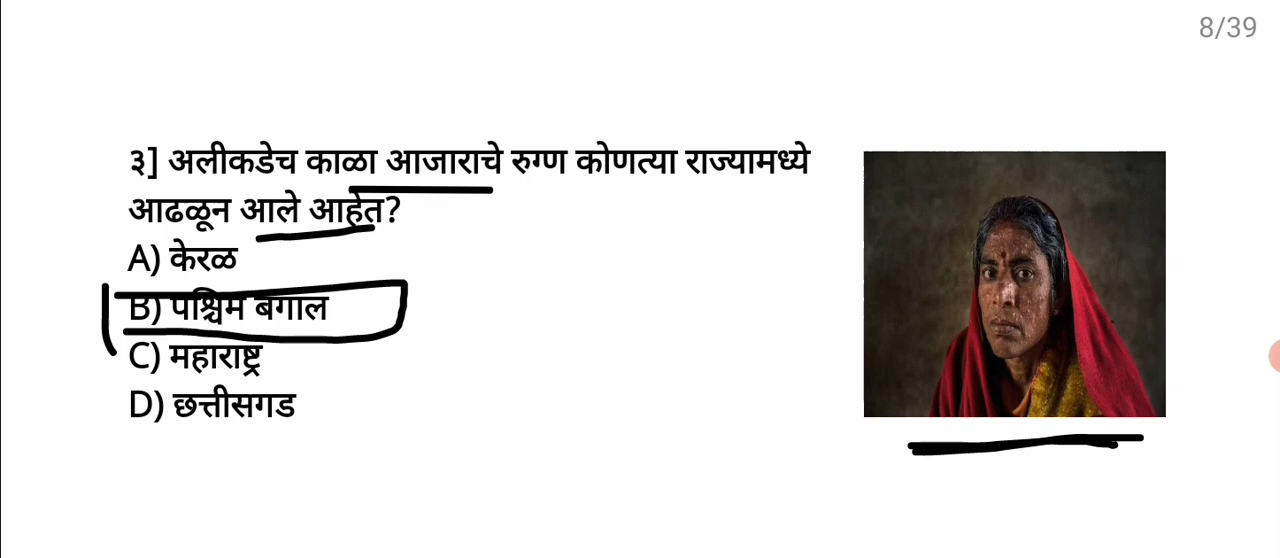 8/39
३] अलीकडेच काळा आजाराचे रुग्ण कोणत्या राज्यामध्ये
आढळून आले आहेत?
A) केरळ
B) पश्चिम बंगाल
C) महाराष्ट्र
D) छत्तीसगड